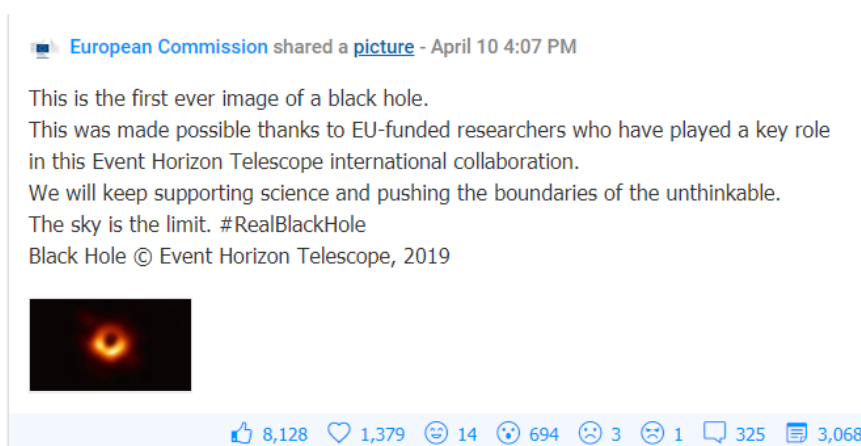 European Commission shared a picture - April 10 4:07 PM
This is the first ever image of a black hole.
This was made possible thanks to EU-funded researchers who have played a key role
in this Event Horizon Telescope international collaboration.
We will keep supporting science and pushing the boundaries of the unthinkable.
The sky is the limit. #RealBlackHole
Black Hole © Event Horizon Telescope, 2019
8,128 1,379 14 694 3 1 325 3,068